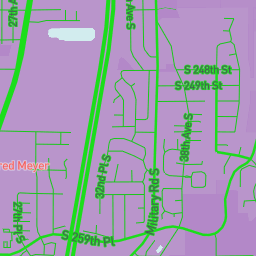 27th A
Ave S
S 248th St
S 249th St
38th Ave S
red Meyer
32nd Pl S
Military Rd S
27th Pl S
S 259th Pl